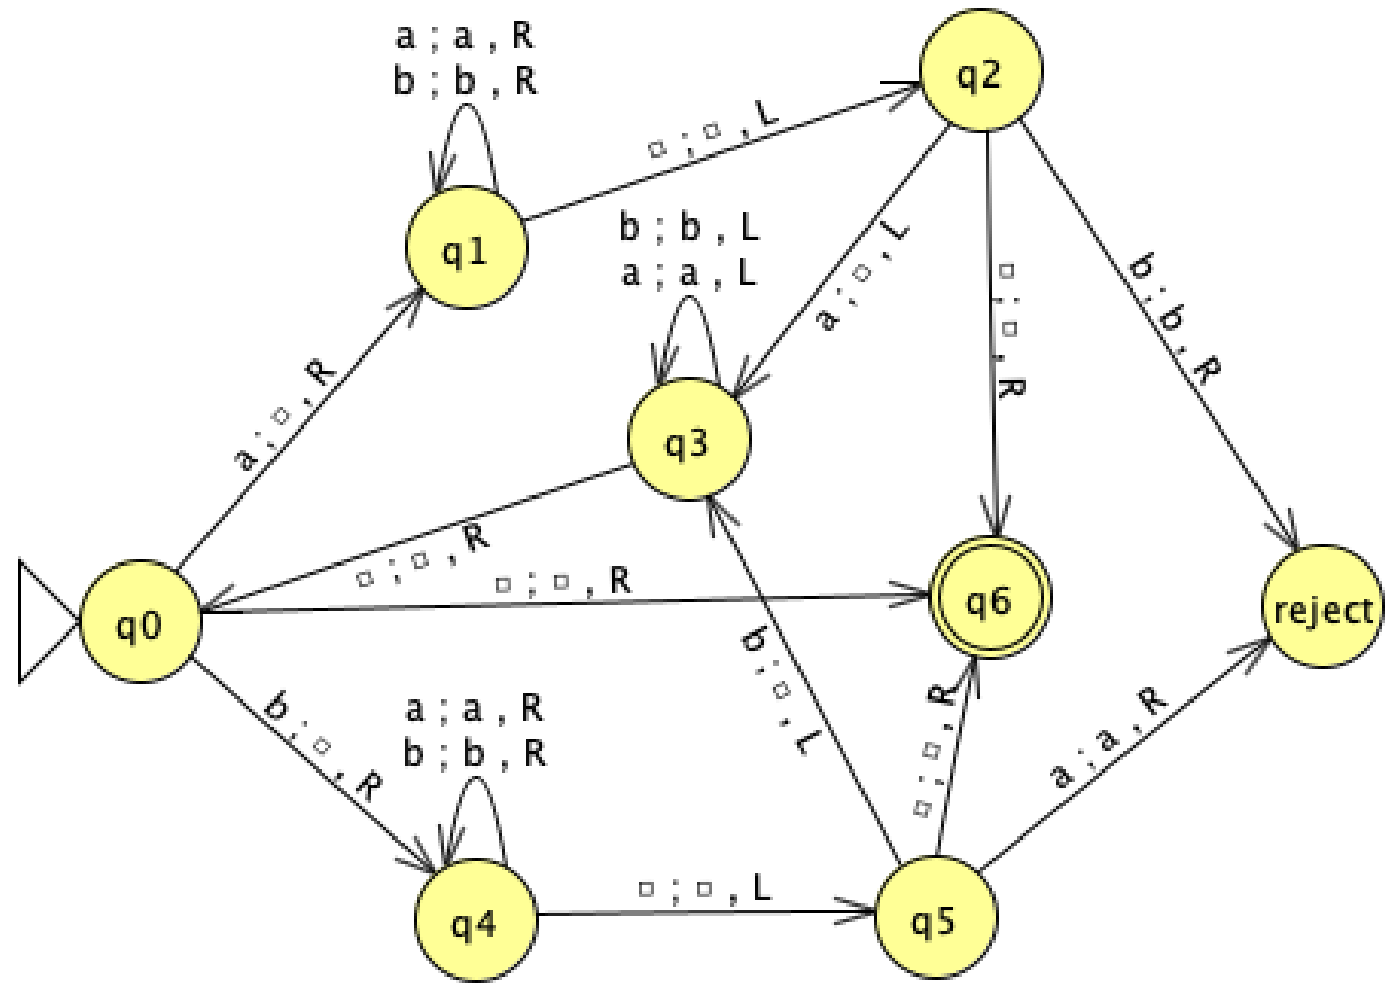 a ; a , R
b ; b , R
q2
□ ; □ , L
q1
b ; b , L
a ; a , L
a ; □ , L
□ ; □ , R
b ; b , R
a ; □ , R
q3
□ ; □ , R
□ ; □ , R
q0
q6
reject
b ; □ , L
b ; □ , R
a ; a , R
b ; b , R
□ ; □ , R
a ; a , R
□ ; □ , L
q4
q5